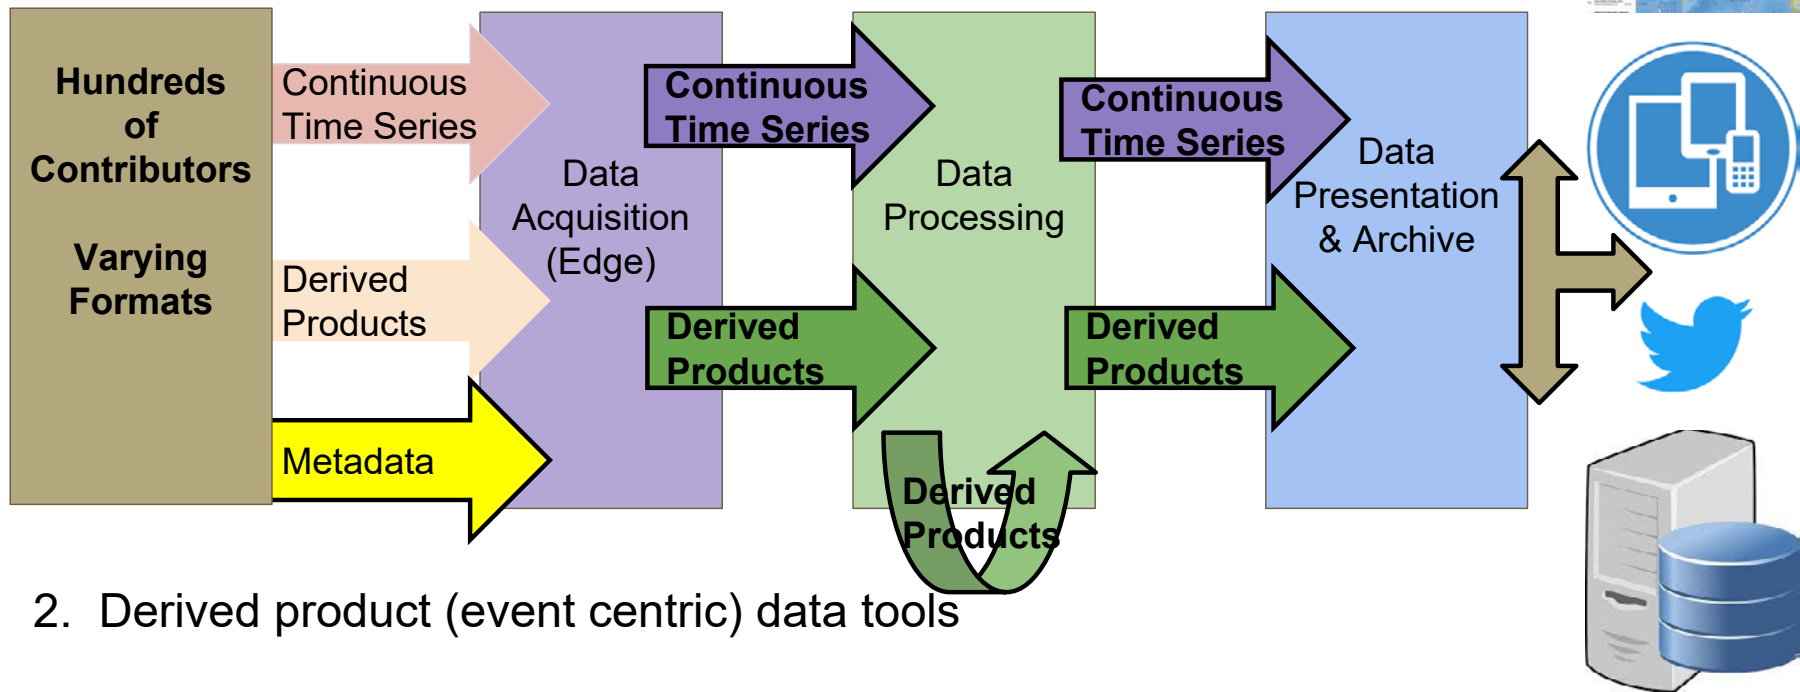 Hundreds
of
Contributors
Varying
Formats
Continuous
Time Series
Derived
Products
Metadata
Data
Acquisition
(Edge)
Continuous
Time Series
Derived
Products
Data
Processing
Derived
Products
Continuous
Time Series
Derived
Products
Data
Presentation
& Archive
2. Derived product (event centric) data tools